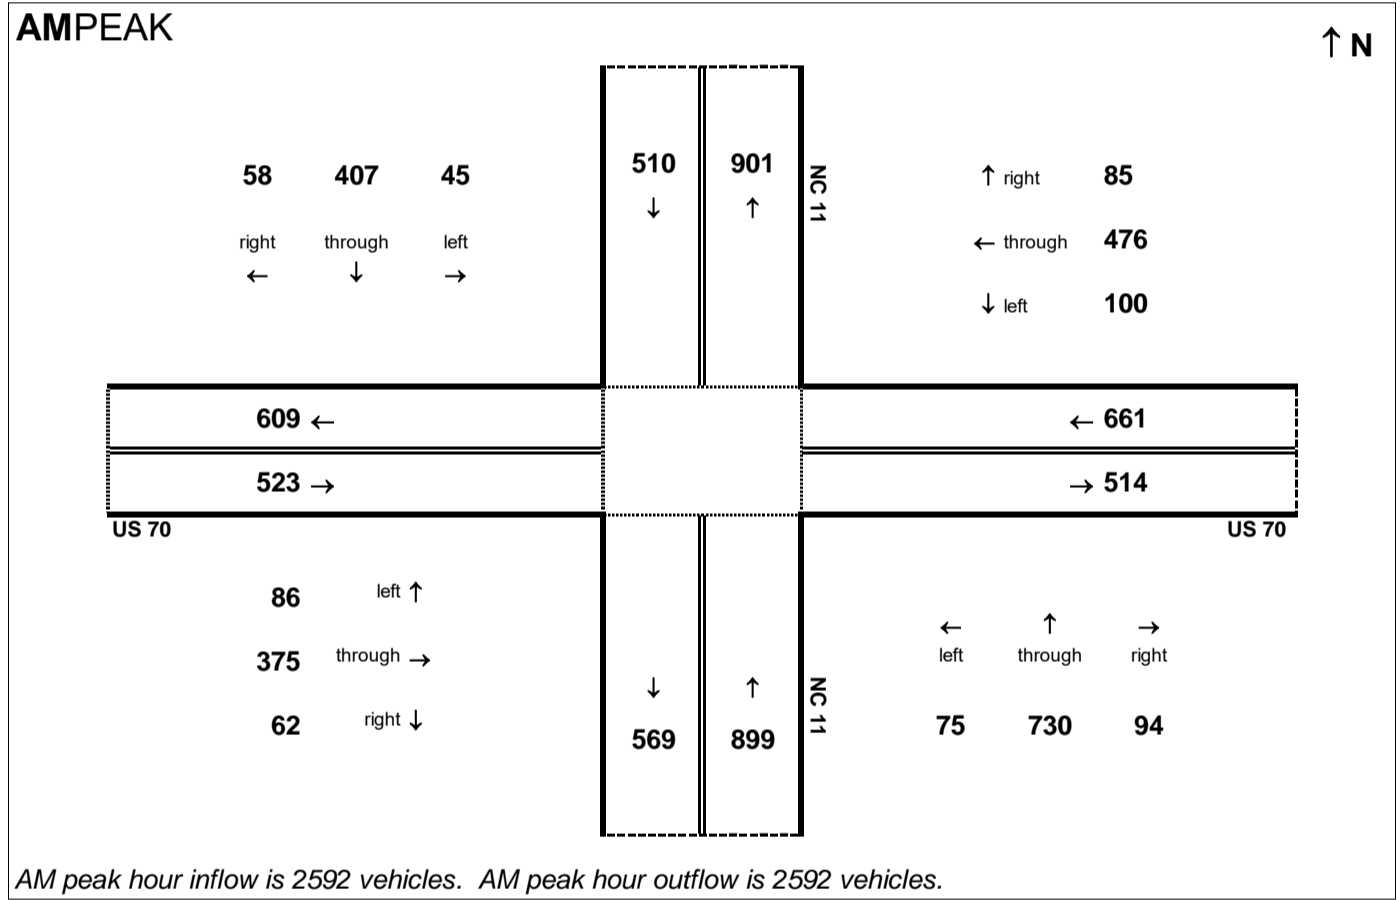 AMPEAK
↑ N
58 407 45
right through left
← ↓ →
510 901
↓ ↑
NC 11
↑ right 85
← through 476
↓ left 100
609 ←
523 →
US 70
← 661
→ 514
US 70
86 left ↑
375 through →
62 right ↓
↓ ↑
569 899
NC 11
← ↑ →
left through right
75 730 94
AM peak hour inflow is 2592 vehicles. AM peak hour outflow is 2592 vehicles.